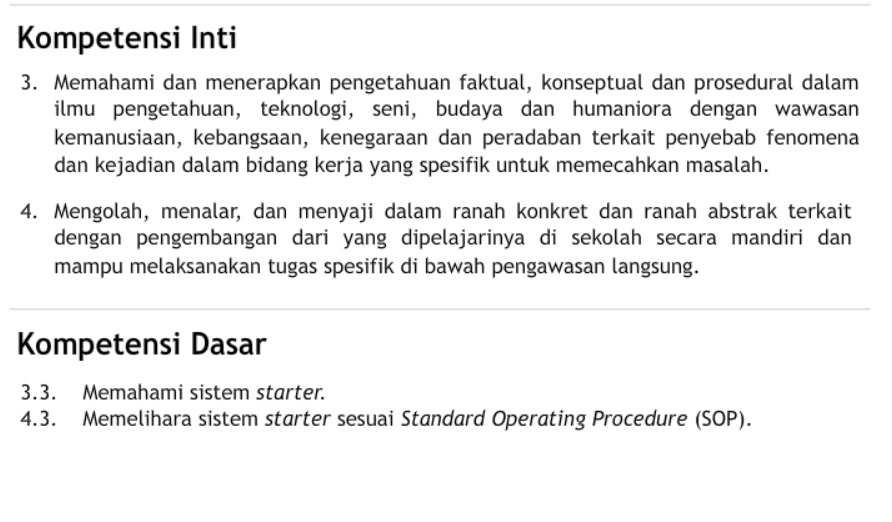 Kompetensi Inti
3. Memahami dan menerapkan pengetahuan faktual, konseptual dan prosedural dalam
ilmu pengetahuan, teknologi, seni, budaya dan humaniora dengan wawasan
kemanusiaan, kebangsaan, kenegaraan dan peradaban terkait penyebab fenomena
dan kejadian dalam bidang kerja yang spesifik untuk memecahkan masalah.
4. Mengolah, menalar, dan menyaji dalam ranah konkret dan ranah abstrak terkait
dengan pengembangan dari yang dipelajarinya di sekolah secara mandiri dan
mampu melaksanakan tugas spesifik di bawah pengawasan langsung.
Kompetensi Dasar
3.3. Memahami sistem starter.
4.3. Memelihara sistem starter sesuai Standard Operating Procedure (SOP).